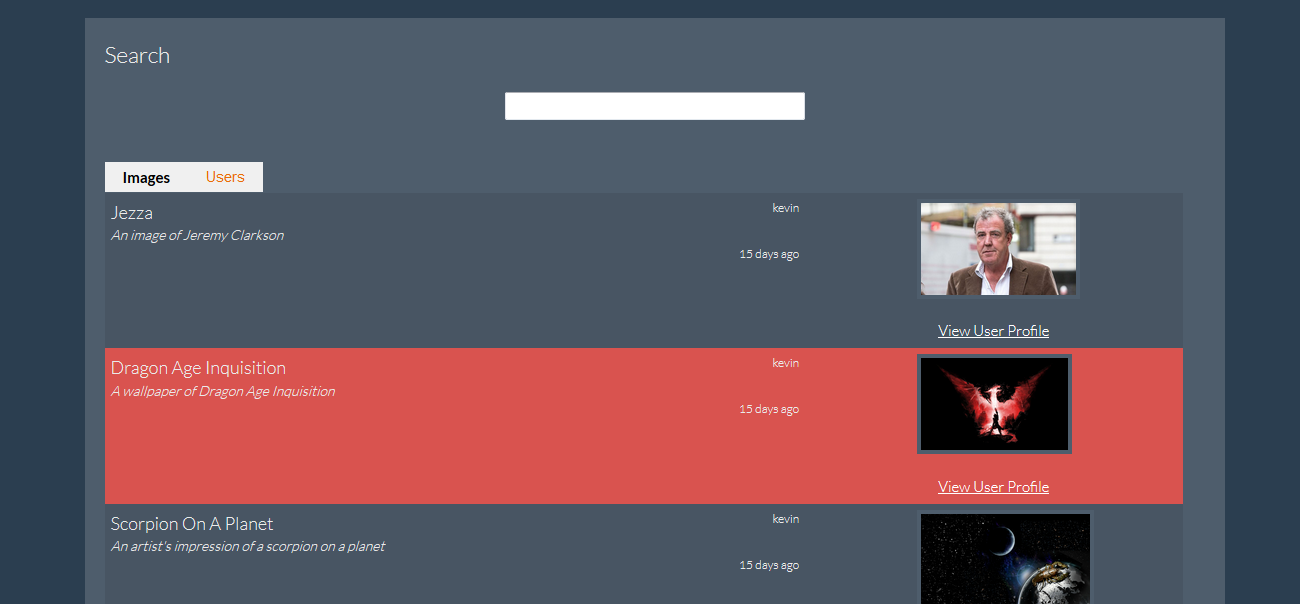 Search
Images Users
Jezza
An image of Jeremy Clarkson
kevin
15 days ago
View User Profile
Dragon Age Inquisition
A wallpaper of Dragon Age Inquisition
kevin
15 days ago
View User Profile
Scorpion On A Planet
An artist's impression of a scorpion on a planet
kevin
15 days ago